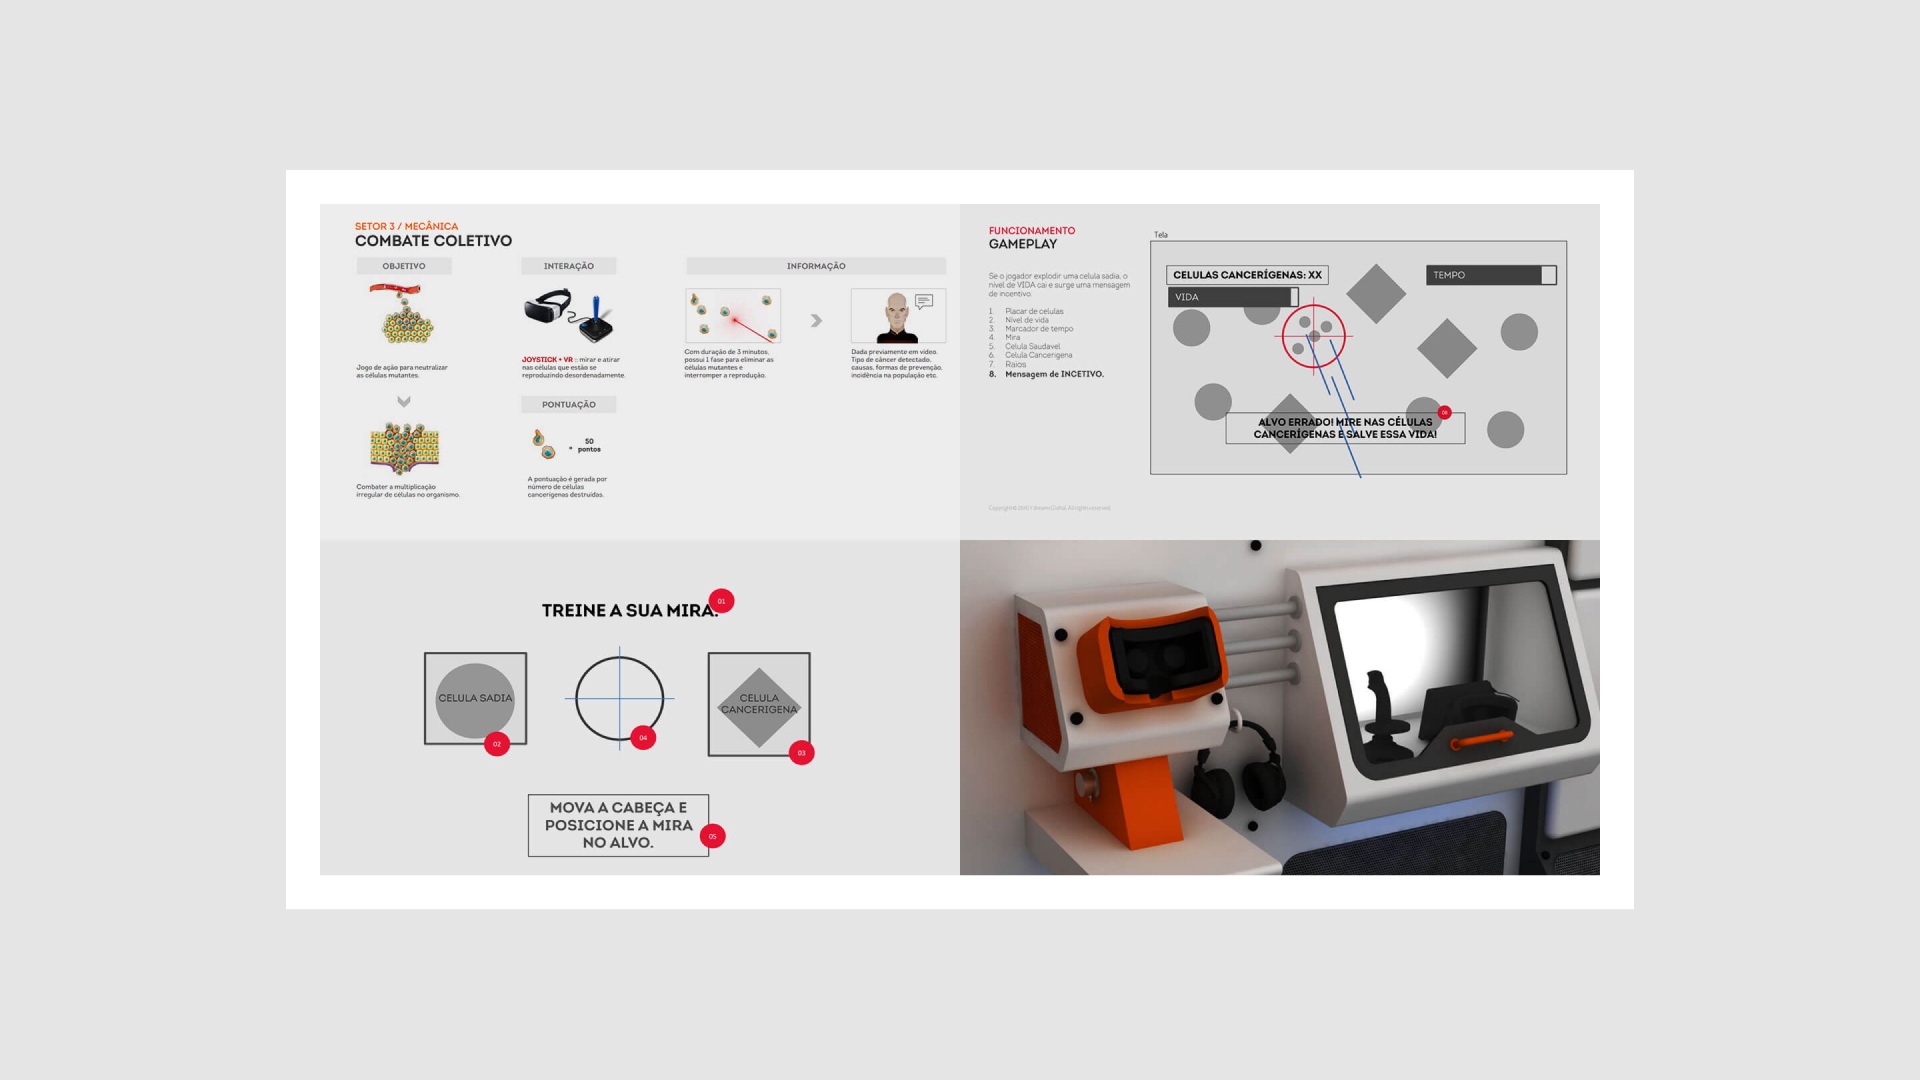 SETOR 3 / MECÂNICA
COMBATE COLETIVO
OBJETIVO
Jogo de ação para neutralizar
as células mutantes.
Combater a multiplicação
irregular de células no organismo.
INTERAÇÃO
JOYSTICK + VR :: mirar e atirar
nas células que estão se
reproduzindo desordenadamente.
PONTUAÇÃO
= 50
pontos
A pontuação é gerada por
número de células
cancerígenas destruídas.
INFORMAÇÃO
Com duração de 3 minutos,
possui 1 fase para eliminar as
células mutantes e
interromper a reprodução.
Dada previamente em vídeo.
Tipo de câncer detectado,
causas, formas de prevenção,
incidência na população etc.
FUNCIONAMENTO
GAMEPLAY
Se o jogador explodir uma celula sadia, o
nível de VIDA cai e surge uma mensagem
de incentivo.
1. Placar de células
2. Nível de vida
3. Marcador de tempo
4. Mira
5. Celula Saudavel
6. Celula Cancerigena
7. Raios
8. Mensagem de INCETIVO.
Tela
CELULAS CANCERÍGENAS: XX
VIDA
TEMPO
08
ALVO ERRADO! MIRE NAS CÉLULAS
CANCERÍGENAS E SALVE ESSA VIDA!
TREINE A SUA MIRA.
01
CELULA SADIA
02
04
CELULA
CANCERIGENA
03
MOVA A CABEÇA E
POSICIONE A MIRA
NO ALVO.
05